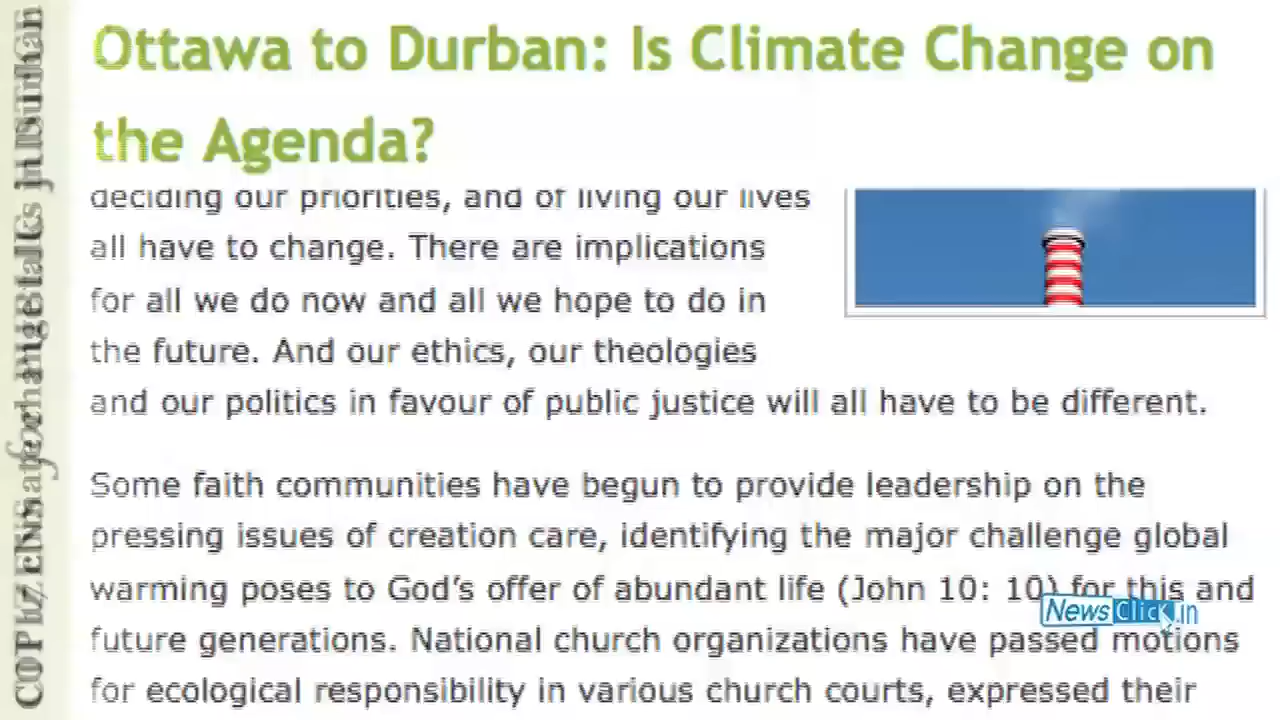 Ottawa to Durban: Is Climate Change on
the Agenda?
deciding our priorities, and of living our lives
all have to change. There are implications
for all we do now and all we hope to do in
the future. And our ethics, our theologies
and our politics in favour of public justice will all have to be different.
Some faith communities have begun to provide leadership on the
pressing issues of creation care, identifying the major challenge global
warming poses to God’s offer of abundant life (John 10: 10) for this and
future generations. National church organizations have passed motions
for ecological responsibility in various church courts, expressed their
NewsClick.in